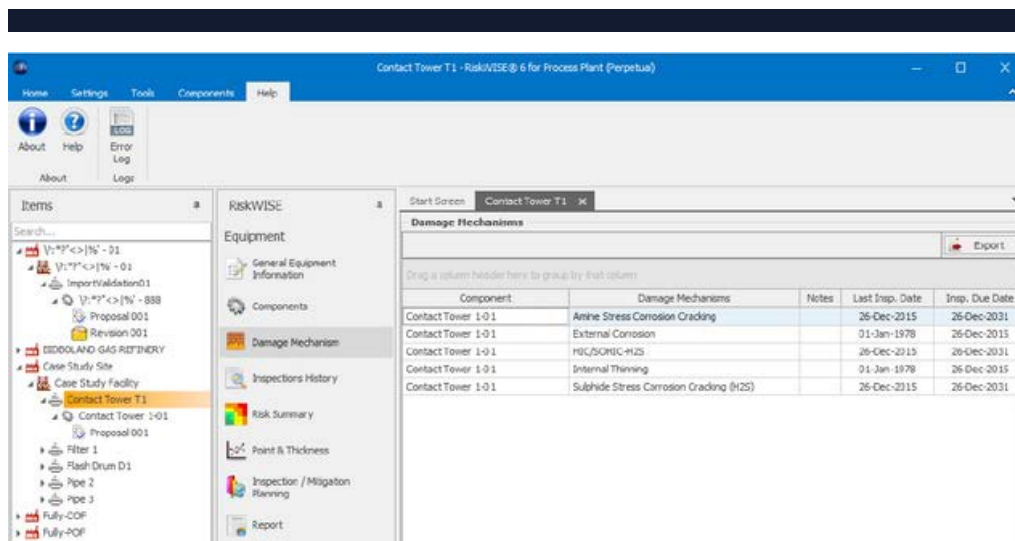 Contact Tower T1 - RiskWISE® 6 for Process Plant (Perpetual)
Home Settings Tools Components Help
About Help Error Log
About Logs
Items
Search...
\/:*?"<>|%' - 01
\/:*?"<>|%' - 01
ImportValidation01
\/:*?"<>|%' - 888
Proposal 001
Revision 001
GAS REFINERY
Case Study Site
Case Study Facility
Contact Tower T1
Contact Tower 1-01
Proposal 001
Filter 1
Flash Drum D1
Pipe 2
Pipe 3
Fully-COF
Fully-POF
RiskWISE
Equipment
General Equipment
Information
Components
Damage Mechanism
Inspections History
Risk Summary
Point & Thickness
Inspection / Mitigation
Planning
Report
Start Screen Contact Tower T1
Damage Mechanisms
Export
Drag a column header here to group by that column
Component Damage Mechanisms Notes Last Insp. Date Insp. Due Date
Contact Tower 1-01 Amine Stress Corrosion Cracking 26-Dec-2015 26-Dec-2031
Contact Tower 1-01 External Corrosion 01-Jan-1978 26-Dec-2015
Contact Tower 1-01 HIC/SOHIC-H2S 26-Dec-2015 26-Dec-2031
Contact Tower 1-01 Internal Thinning 01-Jan-1978 26-Dec-2015
Contact Tower 1-01 Sulphide Stress Corrosion Cracking (H2S) 26-Dec-2015 26-Dec-2031